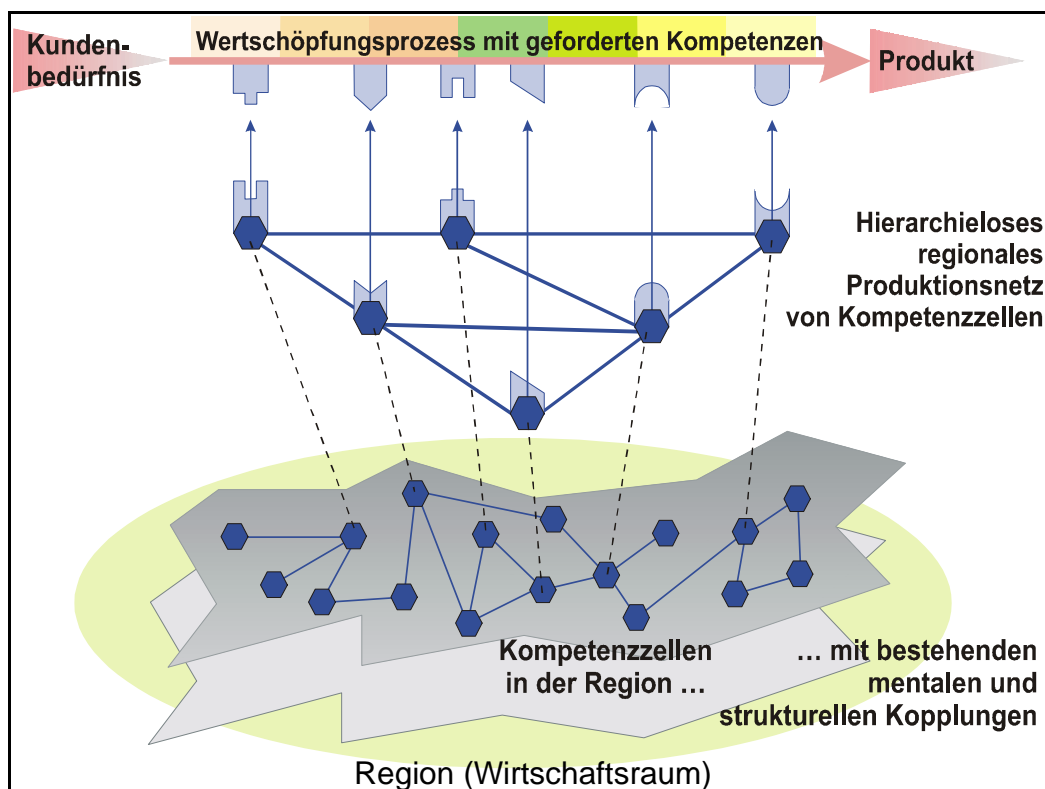 Kunden-
bedürfnis
Wertschöpfungsprozess mit geforderten Kompetenzen
Produkt
Hierarchieloses
regionales
Produktionsnetz
von Kompetenzzellen
Kompetenzzellen
in der Region ...
... mit bestehenden
mentalen und
strukturellen Kopplungen
Region (Wirtschaftsraum)